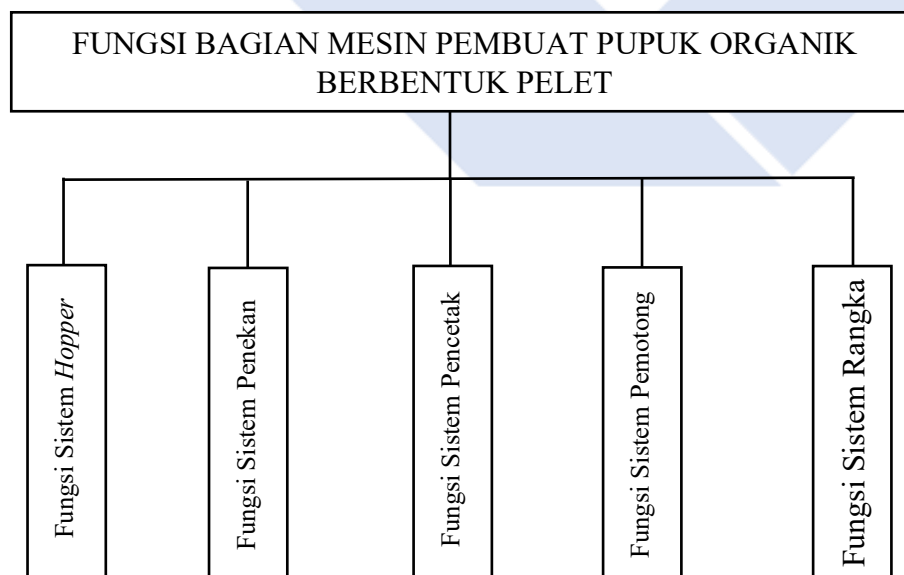 FUNGSI BAGIAN MESIN PEMBUAT PUPUK ORGANIK
BERBENTUK PELET
Fungsi Sistem Hopper
Fungsi Sistem Penekan
Fungsi Sistem Pencetak
Fungsi Sistem Pemotong
Fungsi Sistem Rangka